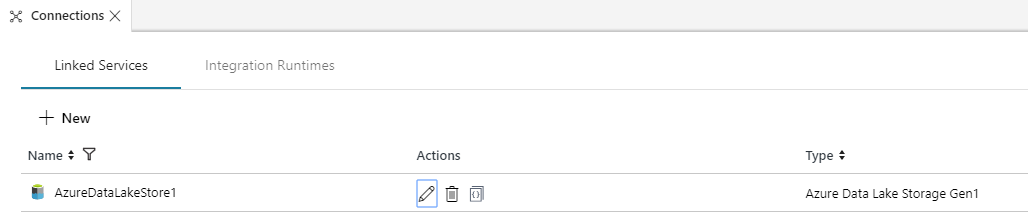 Connections
Linked Services Integration Runtimes
New
Name Actions Type
AzureDataLakeStore1 Azure Data Lake Storage Gen1